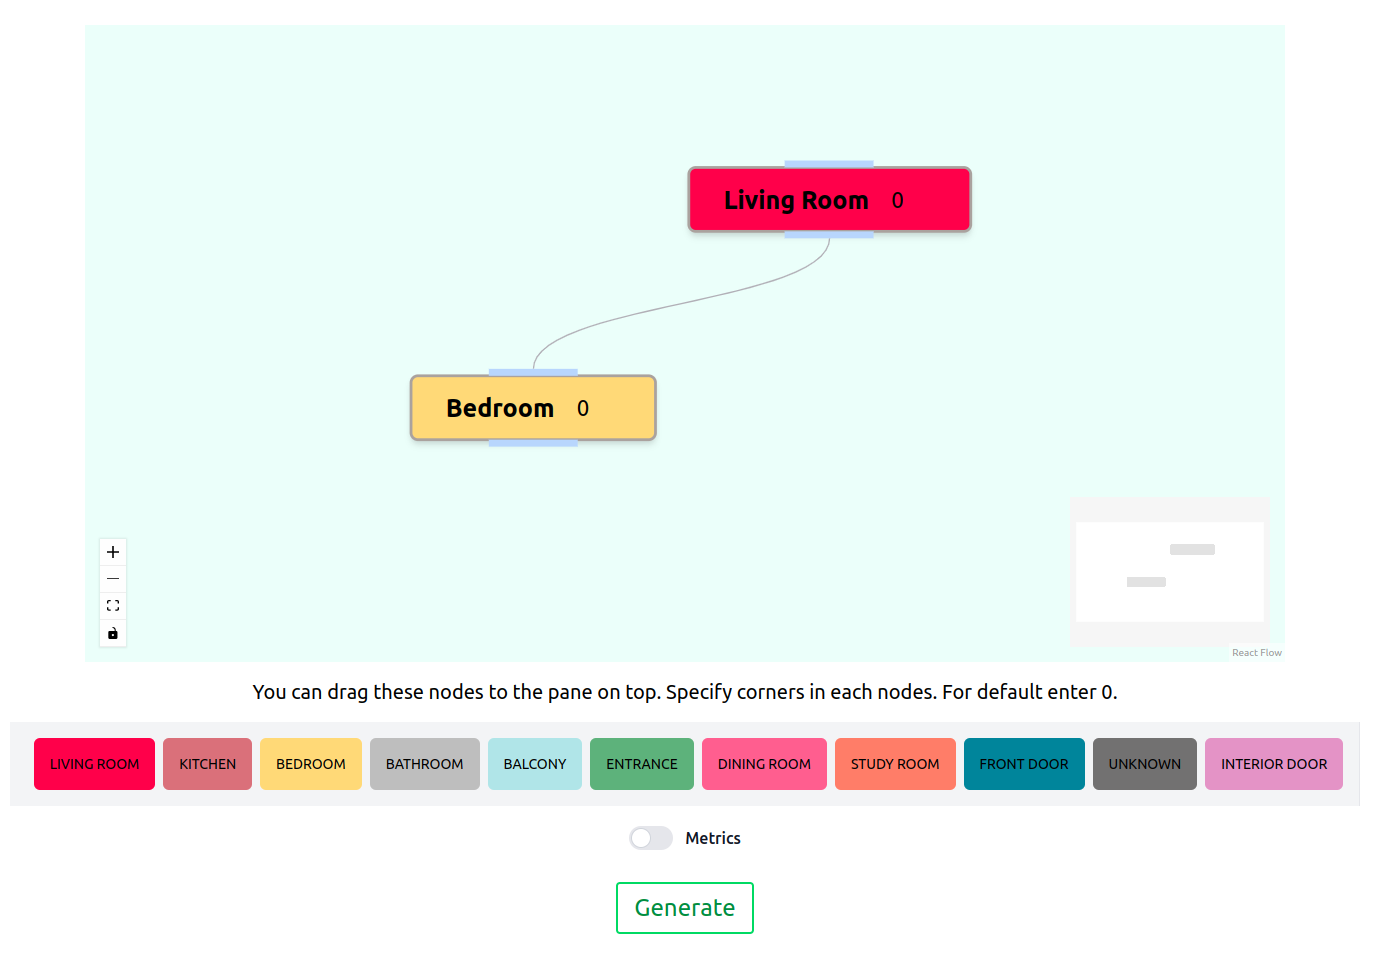 Living Room 0
Bedroom 0
React Flow
You can drag these nodes to the pane on top. Specify corners in each nodes. For default enter 0.
LIVING ROOM KITCHEN BEDROOM BATHROOM BALCONY ENTRANCE DINING ROOM STUDY ROOM FRONT DOOR UNKNOWN INTERIOR DOOR
Metrics
Generate